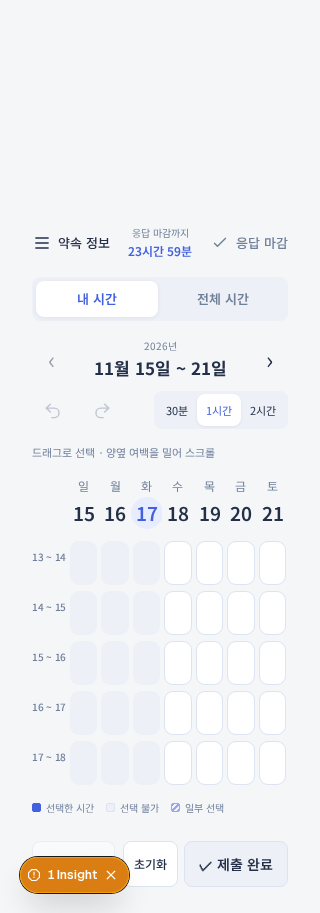 약속 정보
응답 마감까지
23시간 59분
응답 마감
내 시간
전체 시간
2026년
11월 15일 ~ 21일
30분
1시간
2시간
드래그로 선택 · 양옆 여백을 밀어 스크롤
일 월 화 수 목 금 토
15 16 17 18 19 20 21
13 ~ 14
14 ~ 15
15 ~ 16
16 ~ 17
17 ~ 18
선택한 시간 선택 불가 일부 선택
1 Insight
초기화
제출 완료